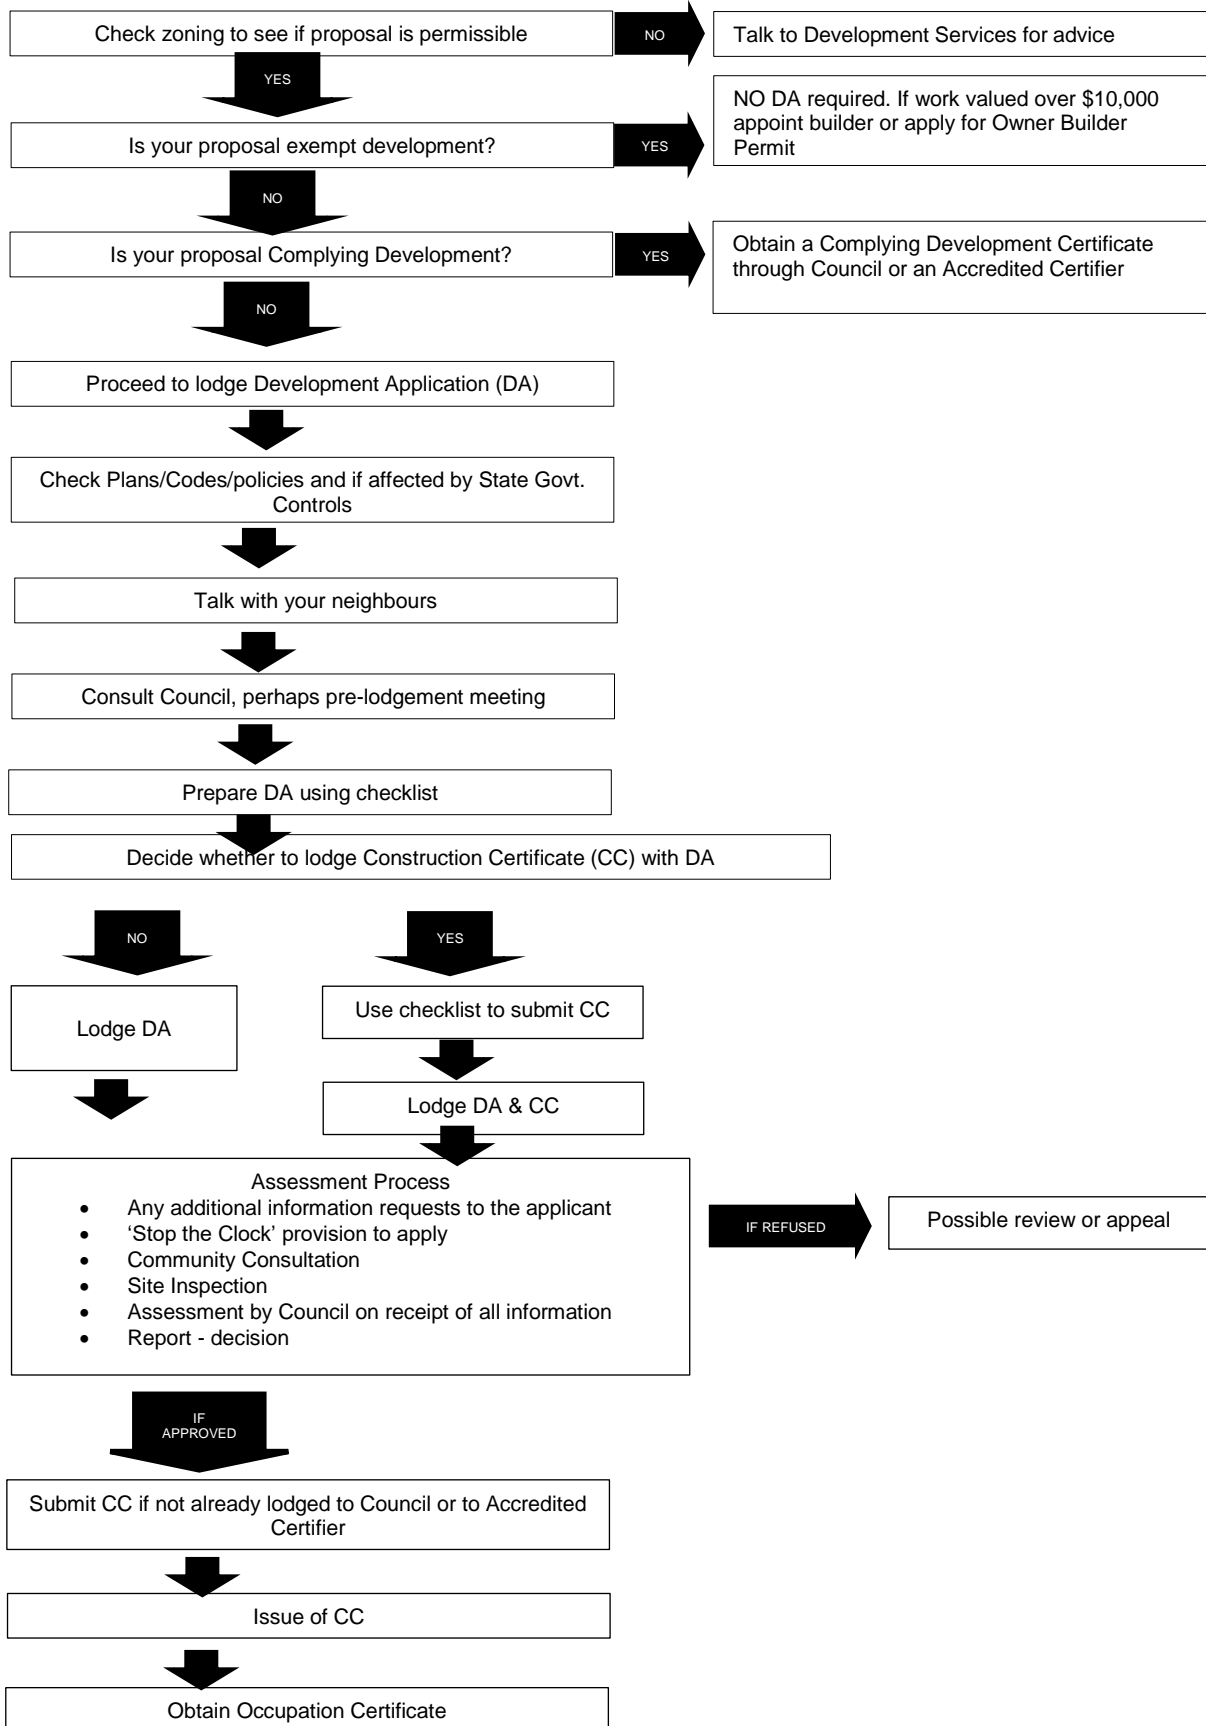 Check zoning to see if proposal is permissible
NO
Talk to Development Services for advice
YES
NO DA required. If work valued over $10,000
appoint builder or apply for Owner Builder
Permit
Is your proposal exempt development?
YES
NO
Is your proposal Complying Development?
YES
Obtain a Complying Development Certificate
through Council or an Accredited Certifier
NO
Proceed to lodge Development Application (DA)
Check Plans/Codes/policies and if affected by State Govt.
Controls
Talk with your neighbours
Consult Council, perhaps pre-lodgement meeting
Prepare DA using checklist
Decide whether to lodge Construction Certificate (CC) with DA
NO
YES
Lodge DA
Use checklist to submit CC
Lodge DA & CC
Assessment Process
• Any additional information requests to the applicant
• ‘Stop the Clock’ provision to apply
• Community Consultation
• Site Inspection
• Assessment by Council on receipt of all information
• Report - decision
IF REFUSED
Possible review or appeal
IF
APPROVED
Submit CC if not already lodged to Council or to Accredited
Certifier
Issue of CC
Obtain Occupation Certificate